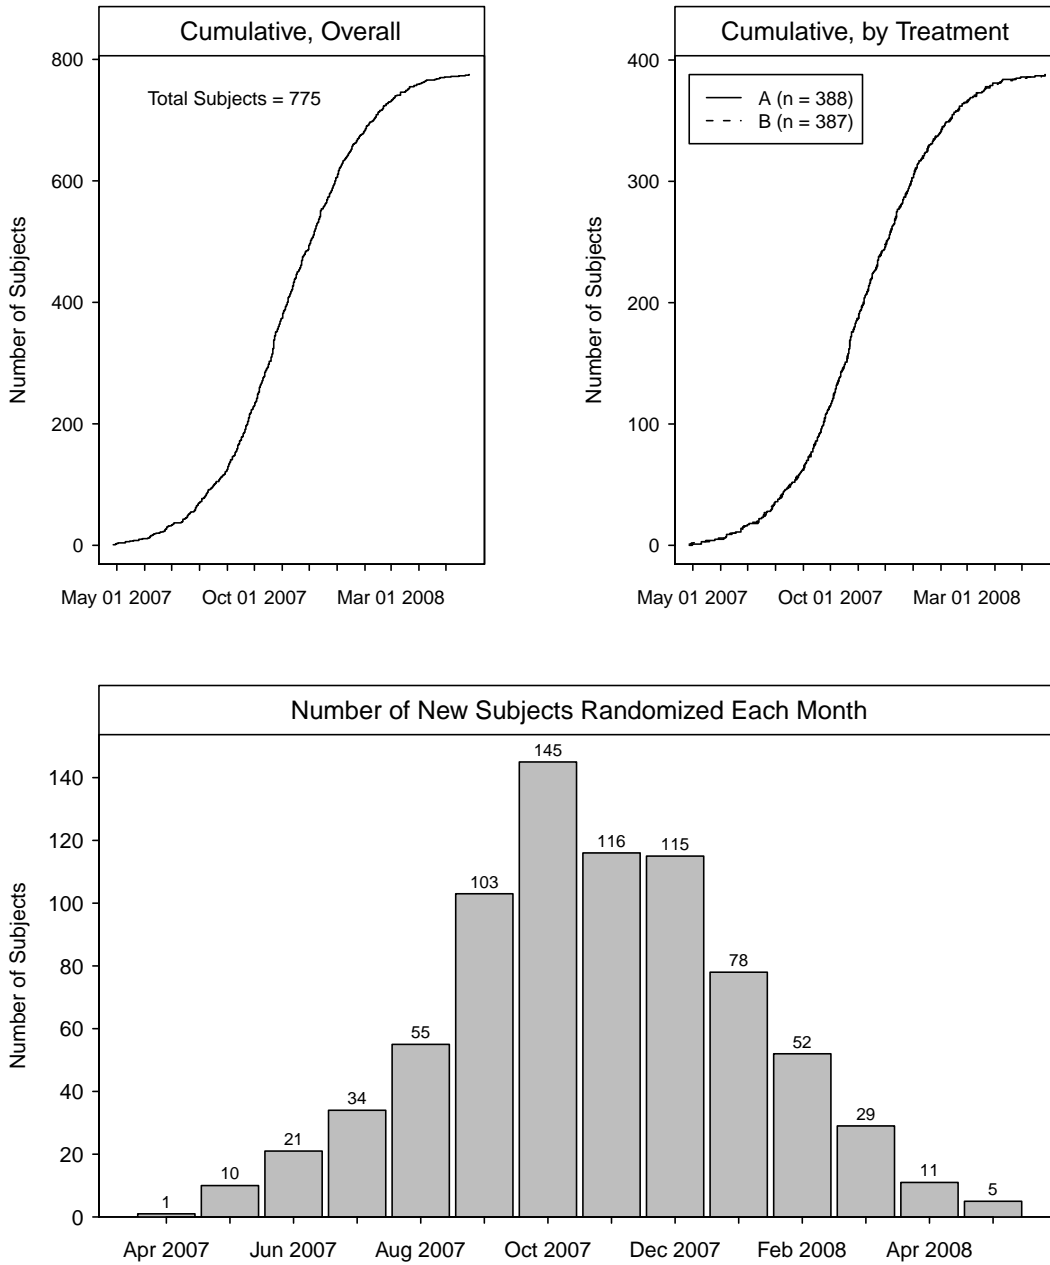 Cumulative, Overall
Number of Subjects
800
600
400
200
0
Total Subjects = 775
May 01 2007 Oct 01 2007 Mar 01 2008
Cumulative, by Treatment
Number of Subjects
400
300
200
100
0
A (n = 388)
B (n = 387)
May 01 2007 Oct 01 2007 Mar 01 2008
Number of New Subjects Randomized Each Month
Number of Subjects
140
120
100
80
60
40
20
0
1 10 21 34 55 103 145 116 115 78 52 29 11 5
Apr 2007 Jun 2007 Aug 2007 Oct 2007 Dec 2007 Feb 2008 Apr 2008